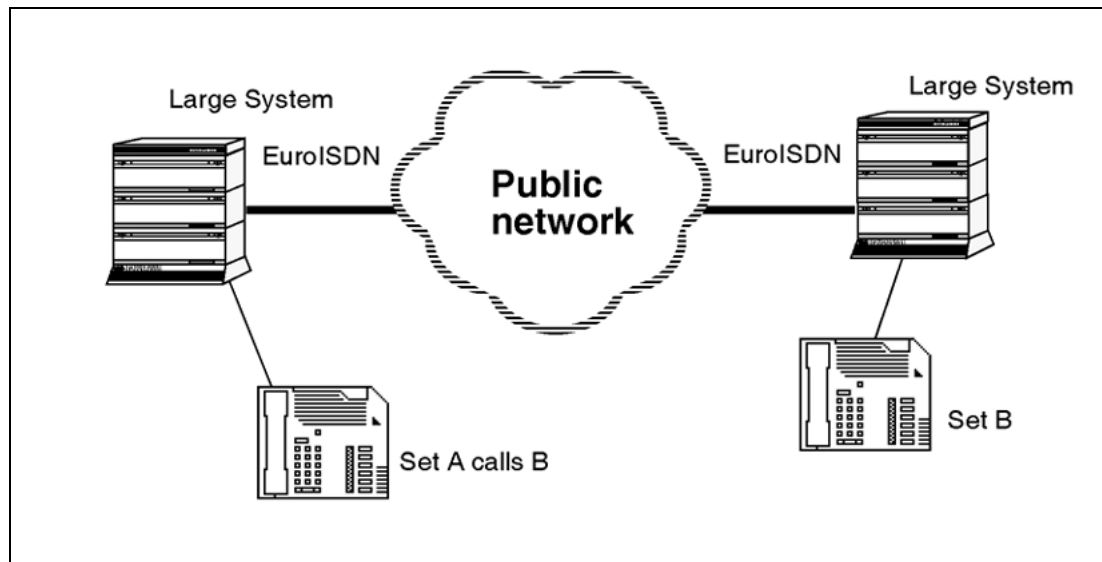 Large System
Large System
EuroISDN
EuroISDN
Public
network
Set A calls B
Set B